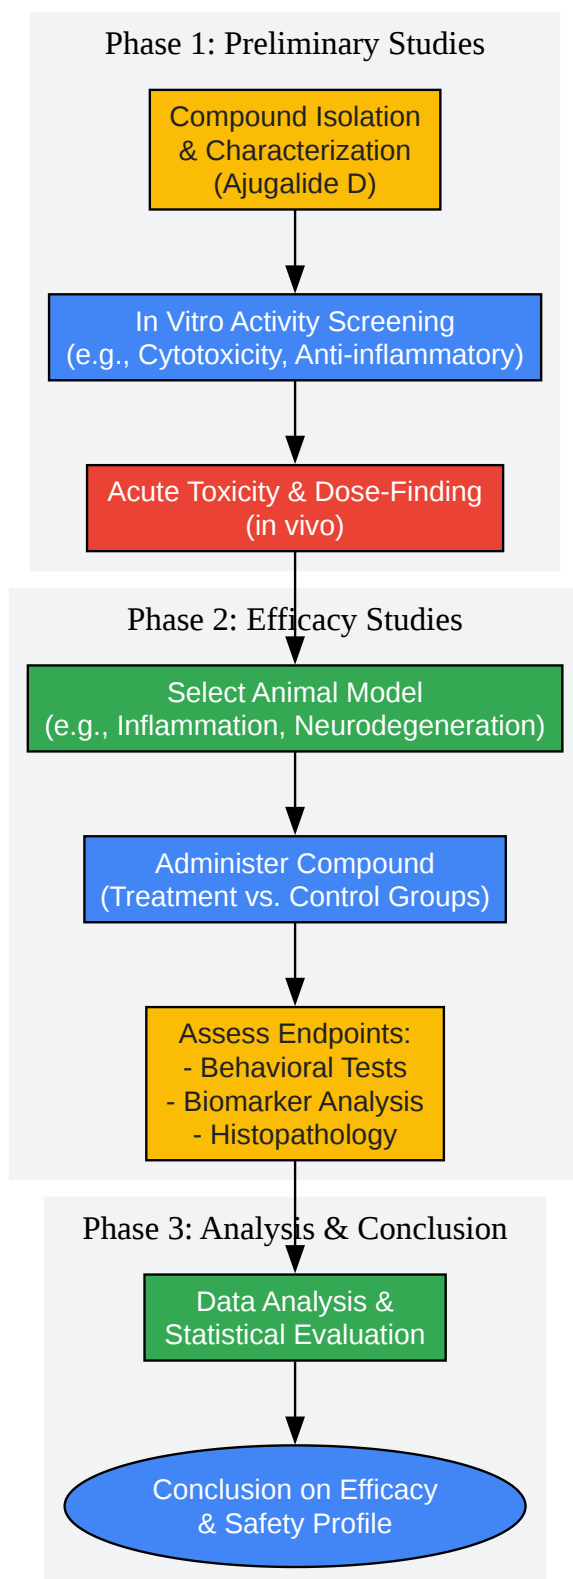 Phase 1: Preliminary Studies
Compound Isolation
& Characterization
(Ajugalide D)
In Vitro Activity Screening
(e.g., Cytotoxicity, Anti-inflammatory)
Acute Toxicity & Dose-Finding
(in vivo)
Phase 2: Efficacy Studies
Select Animal Model
(e.g., Inflammation, Neurodegeneration)
Administer Compound
(Treatment vs. Control Groups)
Assess Endpoints:
- Behavioral Tests
- Biomarker Analysis
- Histopathology
Phase 3: Analysis & Conclusion
Data Analysis &
Statistical Evaluation
Conclusion on Efficacy
& Safety Profile